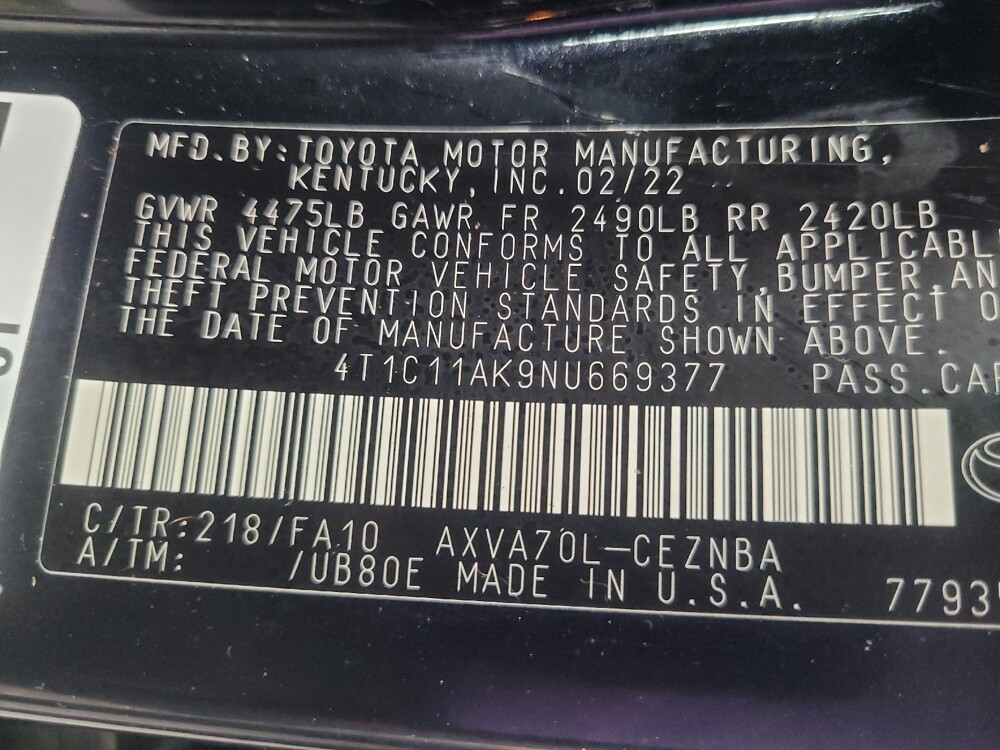 MFD.BY:TOYOTA MOTOR MANUFACTURING,
KENTUCKY, INC. 02/22
GVWR 4475LB GAWR FR 2490LB RR 2420LB
THIS VEHICLE CONFORMS TO ALL APPLICABL
FEDERAL MOTOR VEHICLE SAFETY,BUMPER,AN
THEFT PREVENTION STANDARDS IN EFFECT O
THE DATE OF MANUFACTURE SHOWN ABOVE.
4T1C11AK9NU669377 PASS.CAR
C/TR:218/FA10 AXVA70L-CEZNBA
A/TM: /UB80E MADE IN U.S.A. 7793